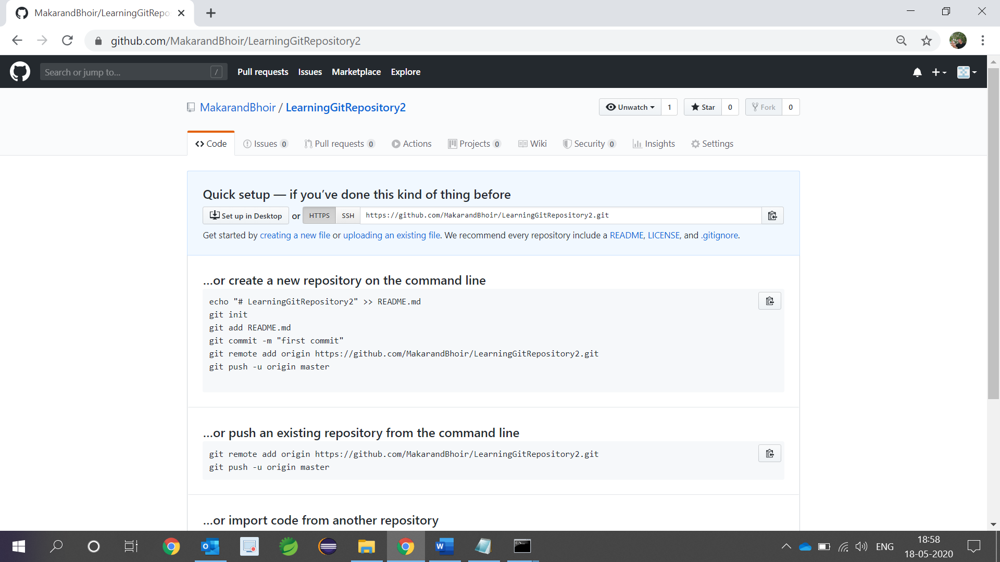 MakarandBhoir/LearningGitRepo
github.com/MakarandBhoir/LearningGitRepository2
Search or jump to... /
Pull requests Issues Marketplace Explore
MakarandBhoir / LearningGitRepository2
Unwatch 1 Star 0 Fork 0
Code Issues 0 Pull requests 0 Actions Projects 0 Wiki Security 0 Insights Settings
Quick setup — if you’ve done this kind of thing before
Set up in Desktop or HTTPS SSH https://github.com/MakarandBhoir/LearningGitRepository2.git
Get started by creating a new file or uploading an existing file. We recommend every repository include a README, LICENSE, and .gitignore.
…or create a new repository on the command line
echo "# LearningGitRepository2" >> README.md
git init
git add README.md
git commit -m "first commit"
git remote add origin https://github.com/MakarandBhoir/LearningGitRepository2.git
git push -u origin master
…or push an existing repository from the command line
git remote add origin https://github.com/MakarandBhoir/LearningGitRepository2.git
git push -u origin master
…or import code from another repository
ENG
18:58
18-05-2020